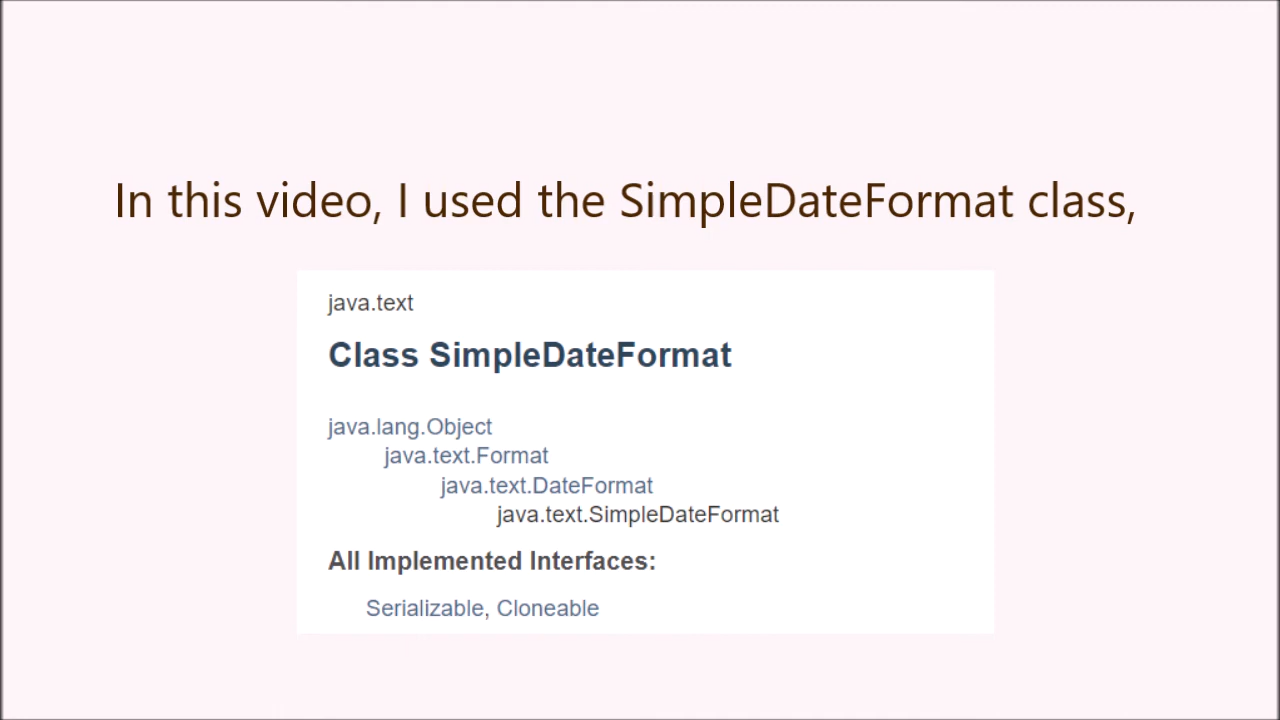 In this video, I used the SimpleDateFormat class,
java.text
Class SimpleDateFormat
java.lang.Object
java.text.Format
java.text.DateFormat
java.text.SimpleDateFormat
All Implemented Interfaces:
Serializable, Cloneable